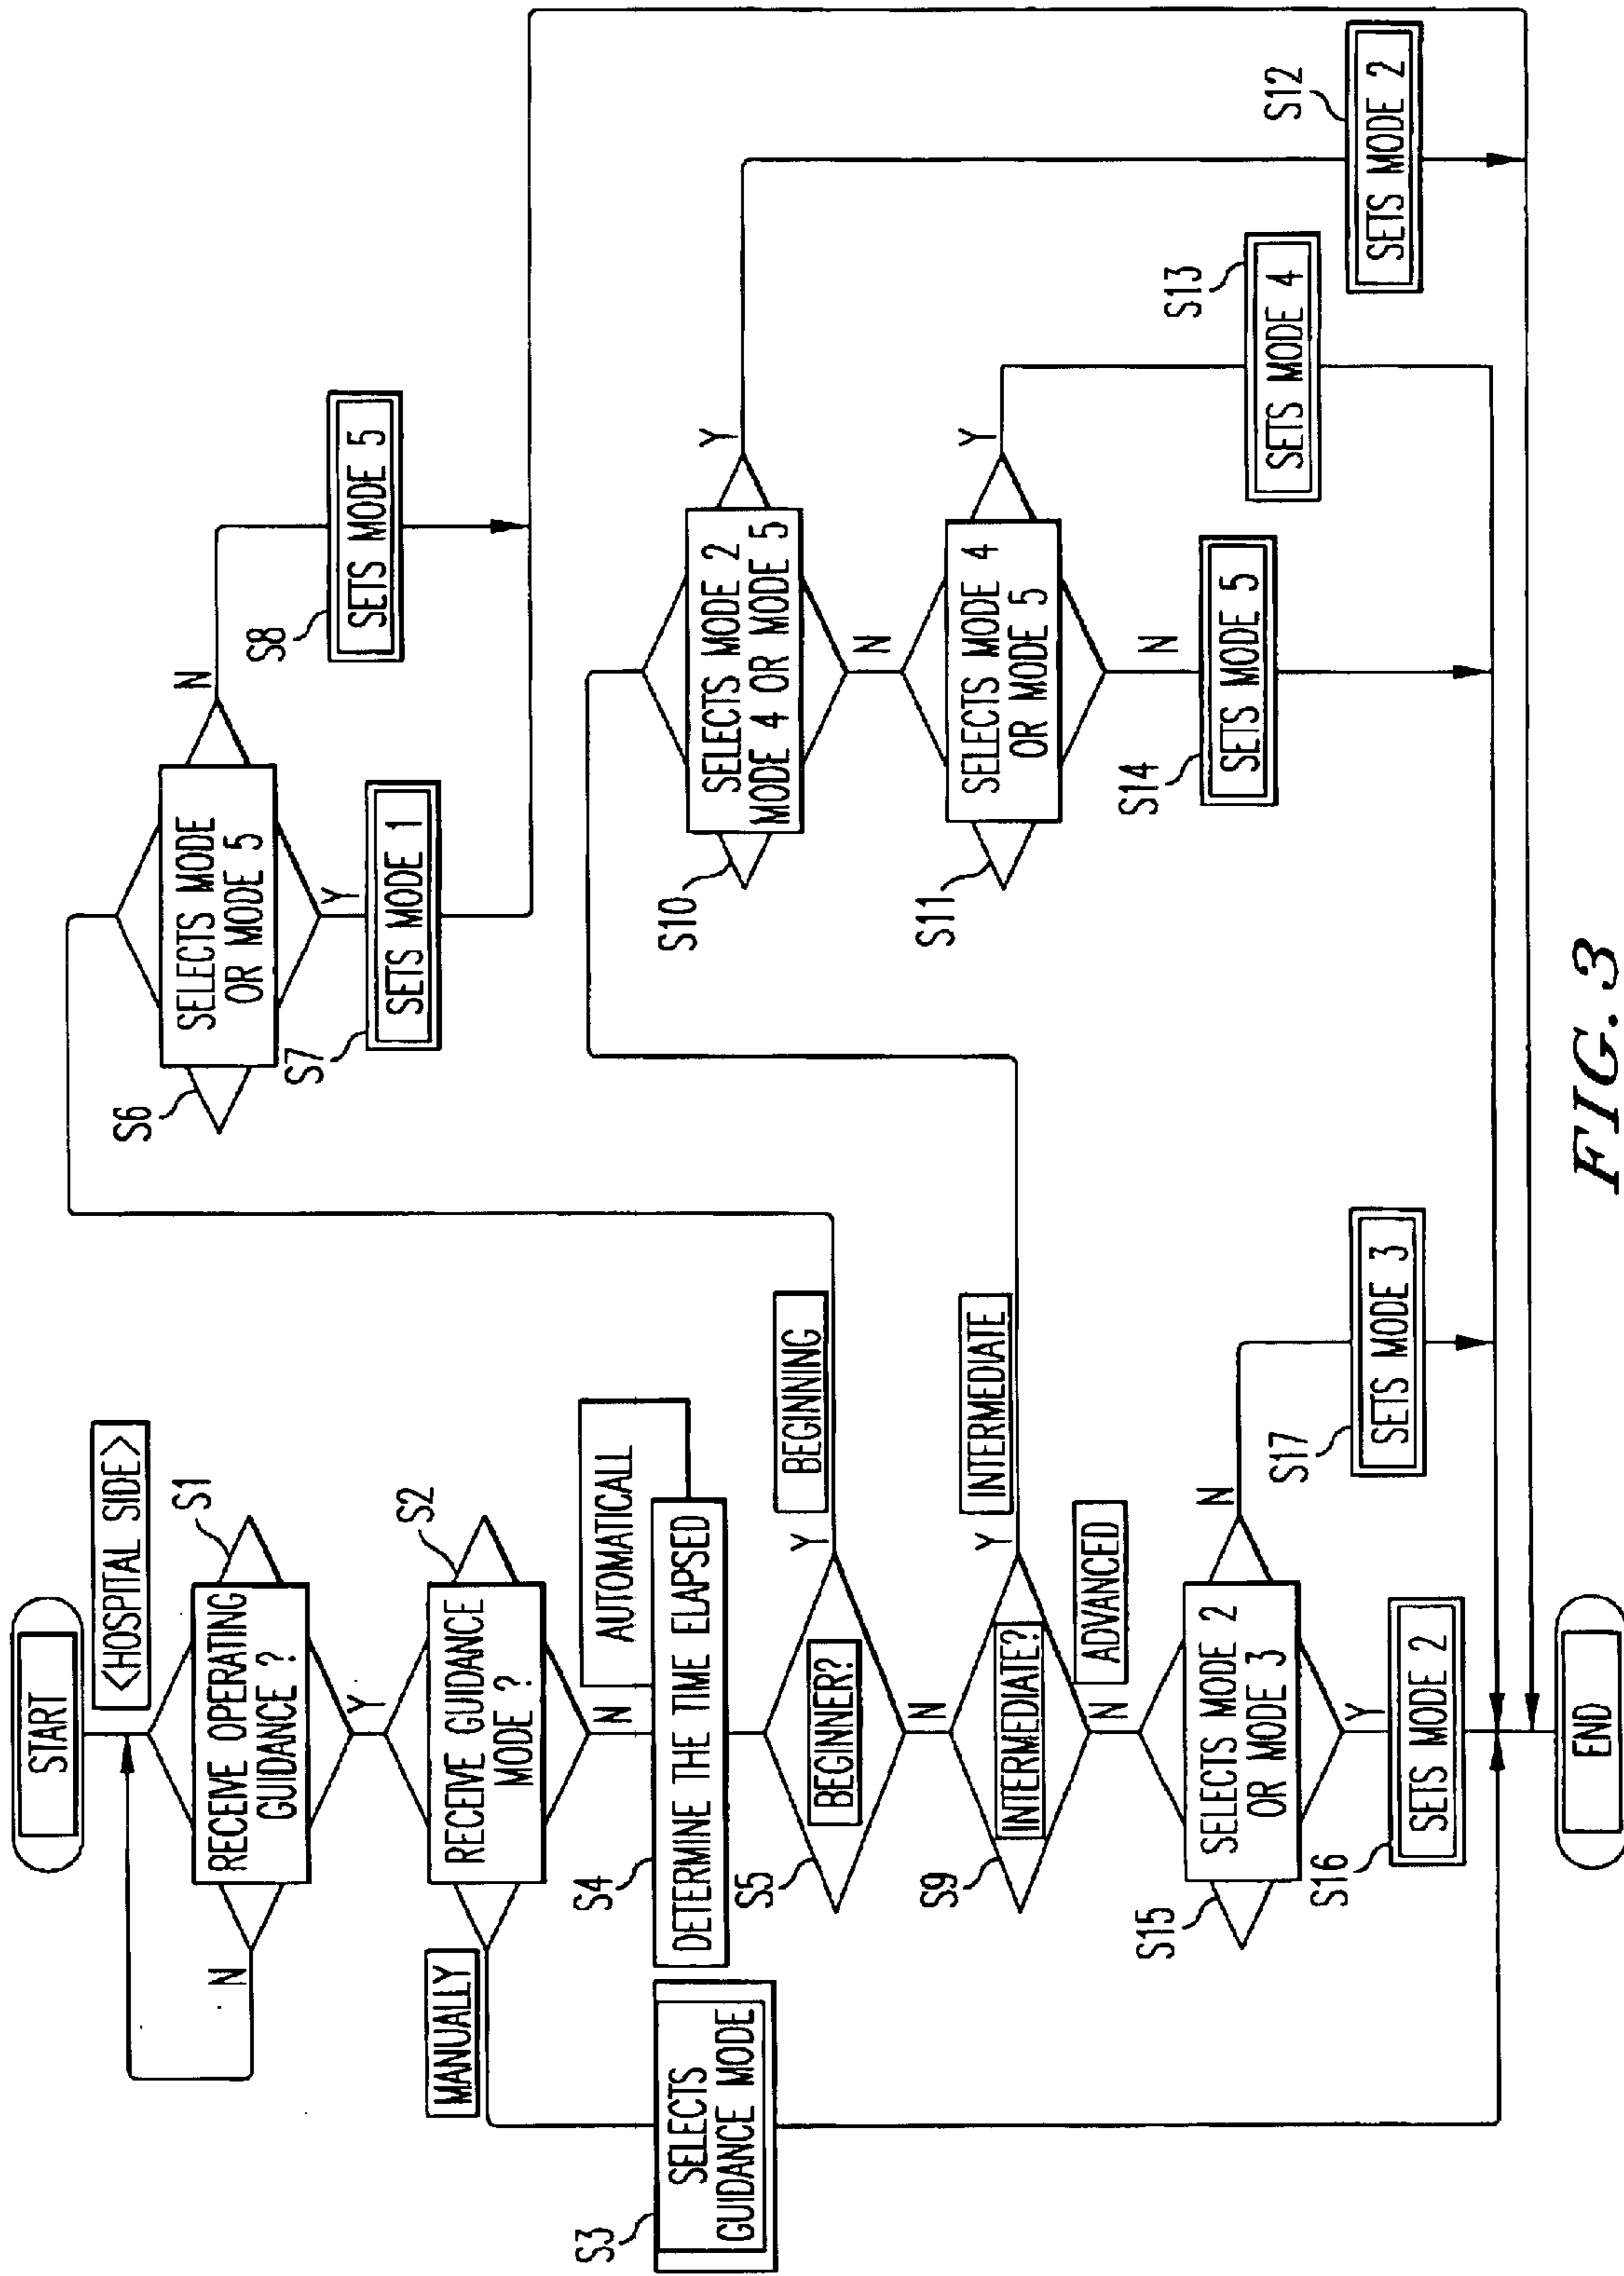 START
<HOSPITAL SIDE>
RECEIVE OPERATING
GUIDANCE ?
S1
N
Y
RECEIVE GUIDANCE
MODE ?
S2
MANUALLY
N
SELECTS
GUIDANCE MODE
S3
AUTOMATICALL
S4
DETERMINE THE TIME ELAPSED
S5
BEGINNER?
Y
BEGINNING
N
S6
SELECTS MODE
OR MODE 5
N
Y
S7
SETS MODE 1
S8
SETS MODE 5
S9
INTERMEDIATE?
Y
INTERMEDIATE
N
ADVANCED
S10
SELECTS MODE 2
MODE 4 OR MODE 5
Y
N
S11
SELECTS MODE 4
OR MODE 5
Y
N
S12
SETS MODE 2
S13
SETS MODE 4
S14
SETS MODE 5
S15
SELECTS MODE 2
OR MODE 3
N
Y
S16
SETS MODE 2
S17
SETS MODE 3
END
FIG. 3